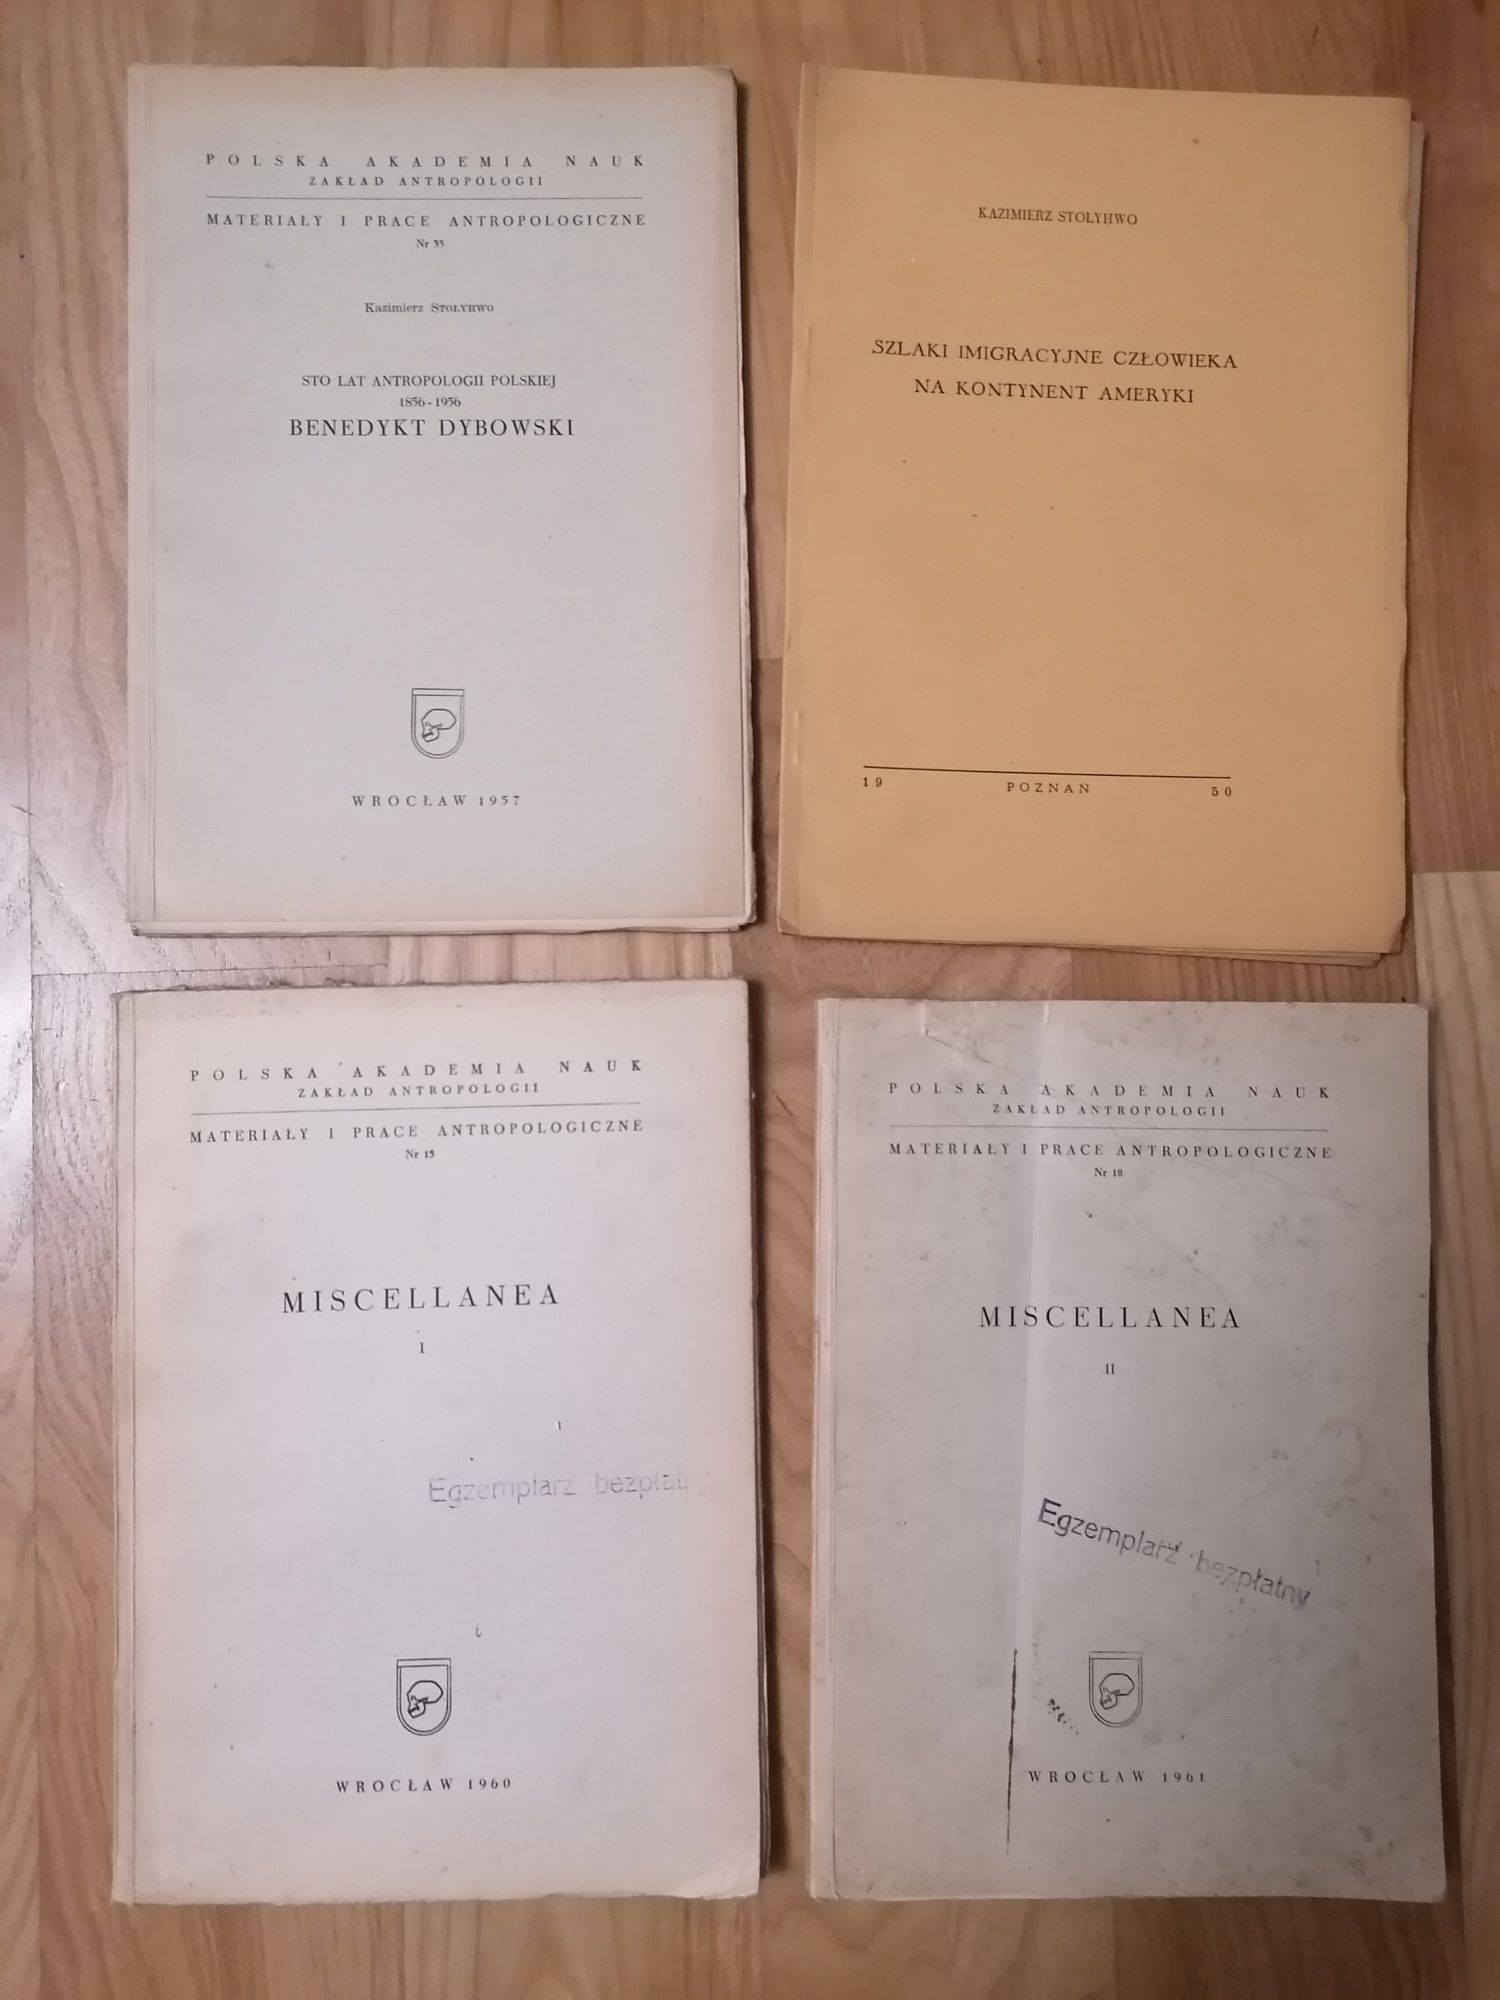 POLSKA AKADEMIA NAUK
ZAKŁAD ANTROPOLOGII
MATERIAŁY I PRACE ANTROPOLOGICZNE
Nr 35
Kazimierz STOŁYHWO
STO LAT ANTROPOLOGII POLSKIEJ
1856-1956
BENEDYKT DYBOWSKI
WROCŁAW 1957
KAZIMIERZ STOŁYHWO
SZLAKI IMIGRACYJNE CZŁOWIEKA
NA KONTYNENT AMERYKI
19 POZNAŃ 50
POLSKA AKADEMIA NAUK
ZAKŁAD ANTROPOLOGII
MATERIAŁY I PRACE ANTROPOLOGICZNE
Nr 15
MISCELLANEA
I
Egzemplarz bezpłatny
WROCŁAW 1960
POLSKA AKADEMIA NAUK
ZAKŁAD ANTROPOLOGII
MATERIAŁY I PRACE ANTROPOLOGICZNE
Nr 18
MISCELLANEA
II
Egzemplarz bezpłatny
WROCŁAW 1961